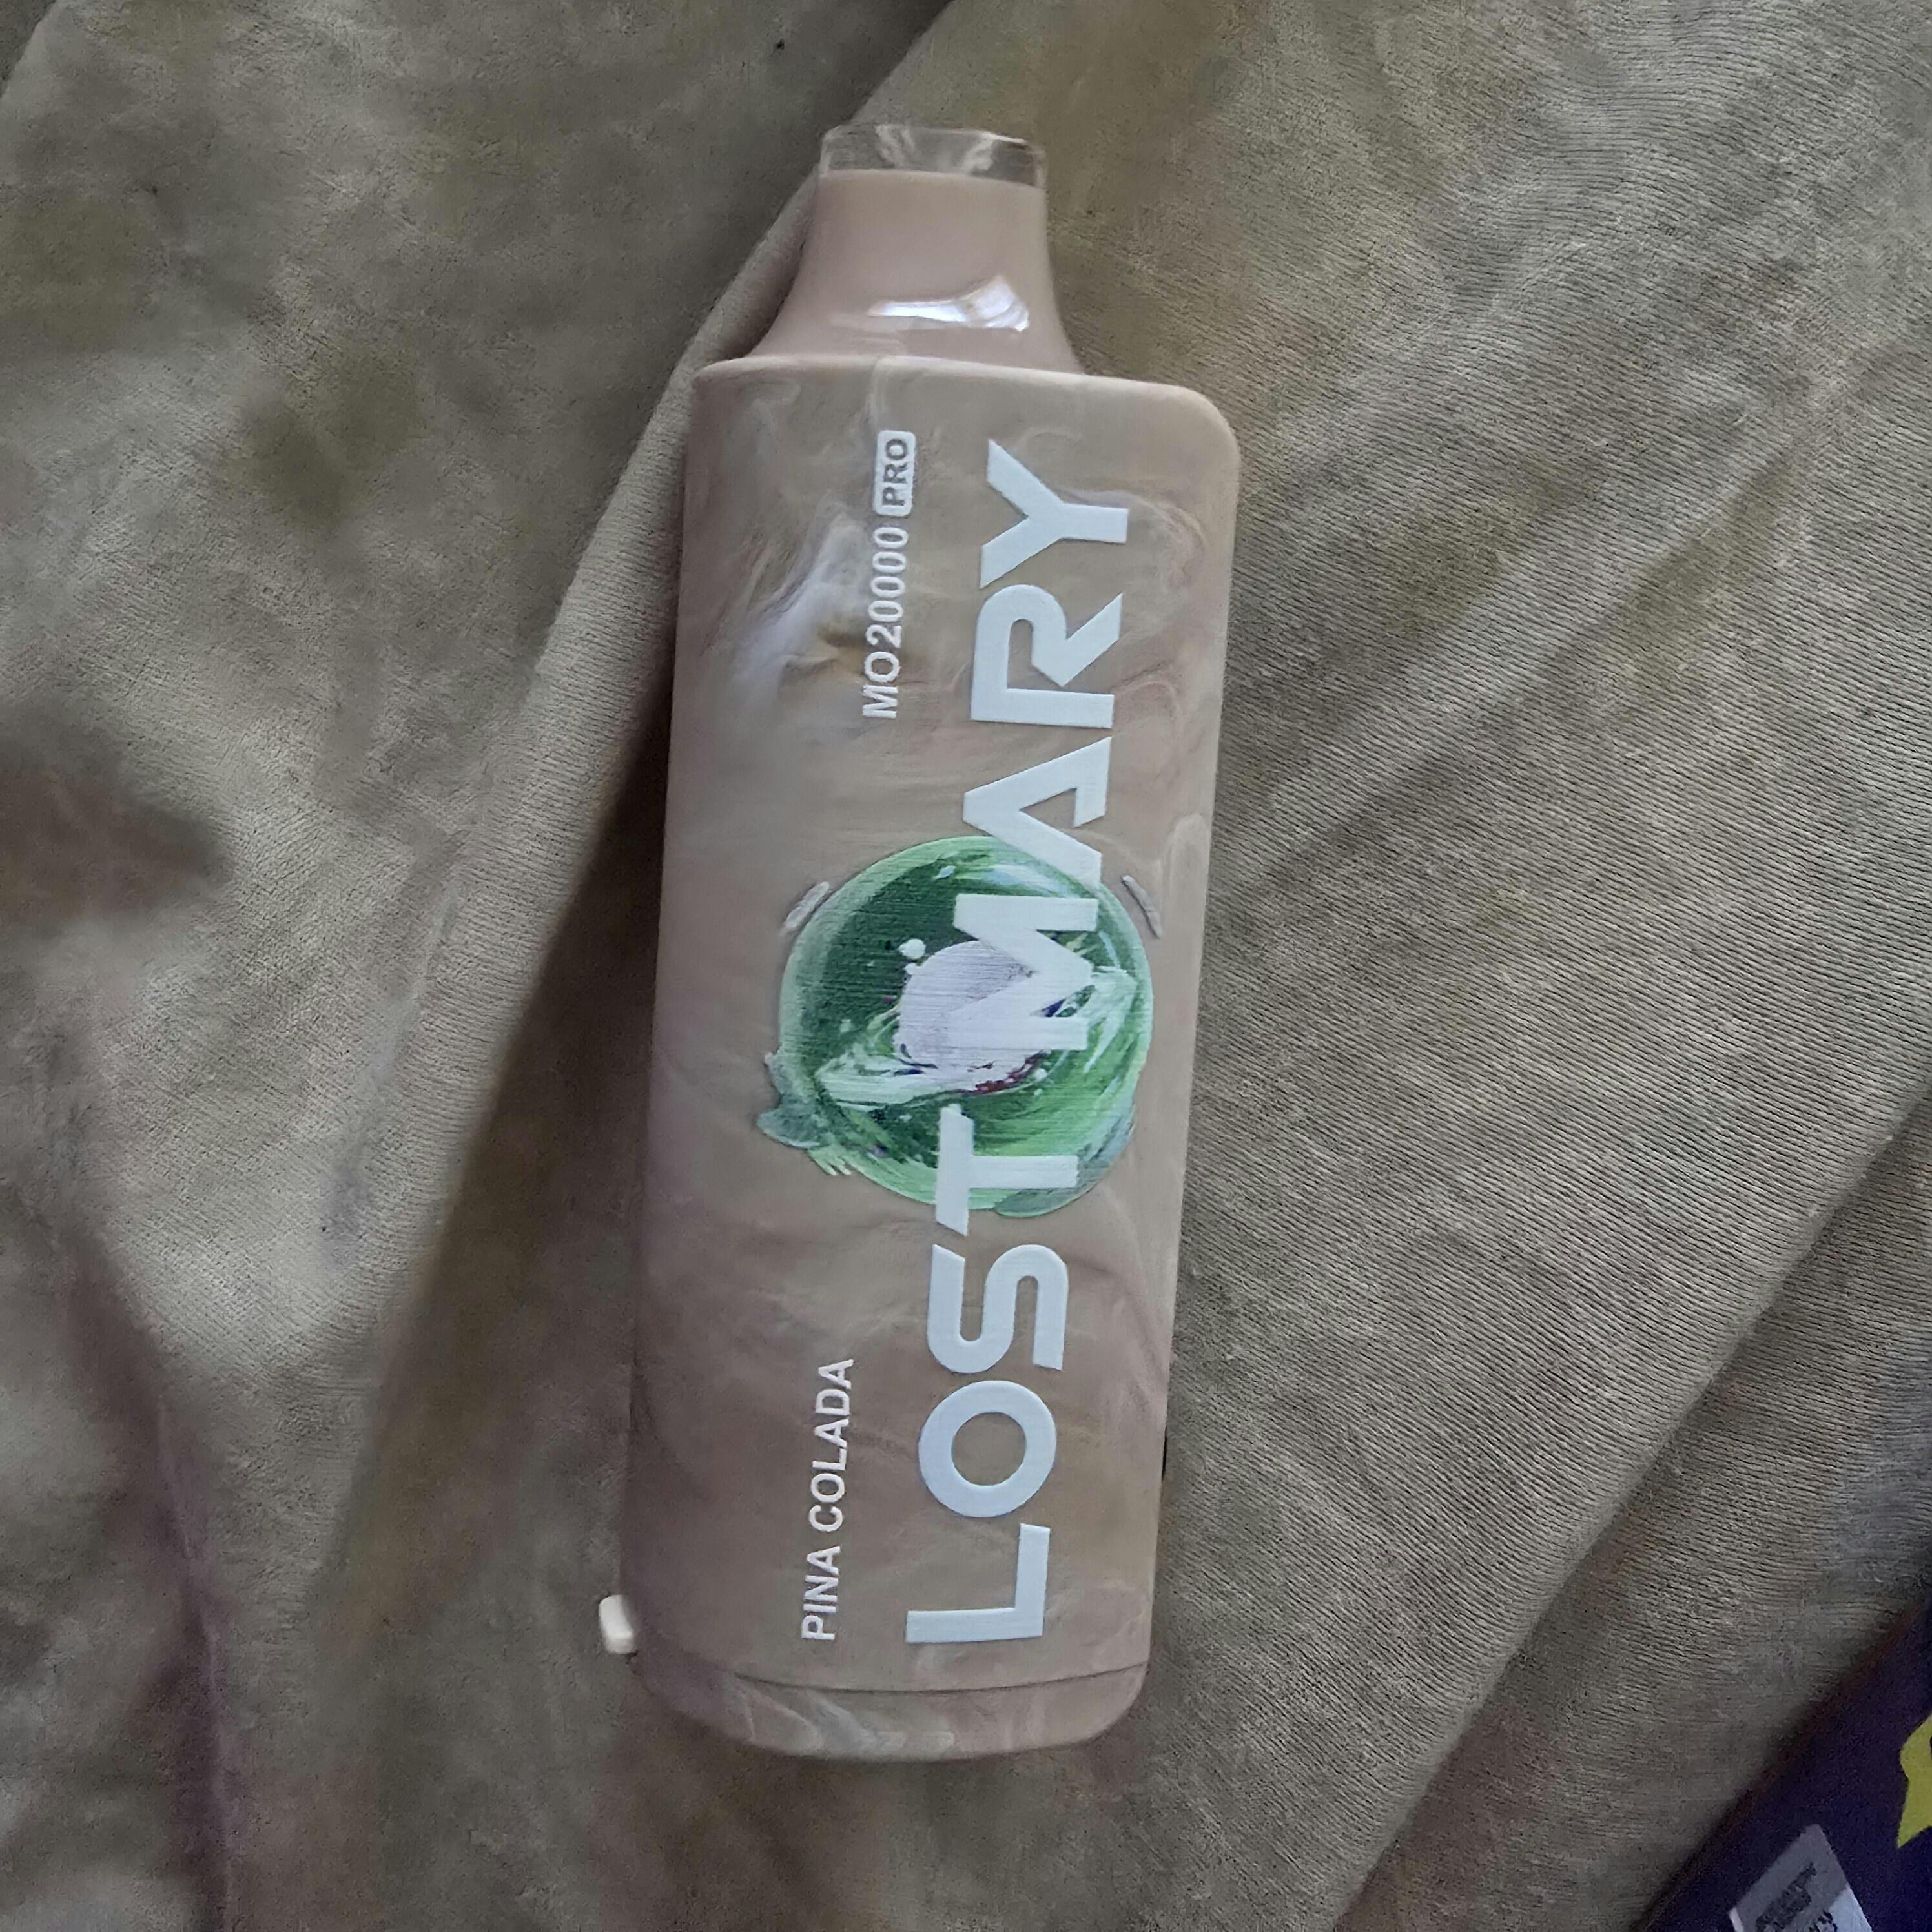 MO20000 PRO
LOST MARY
PINA COLADA